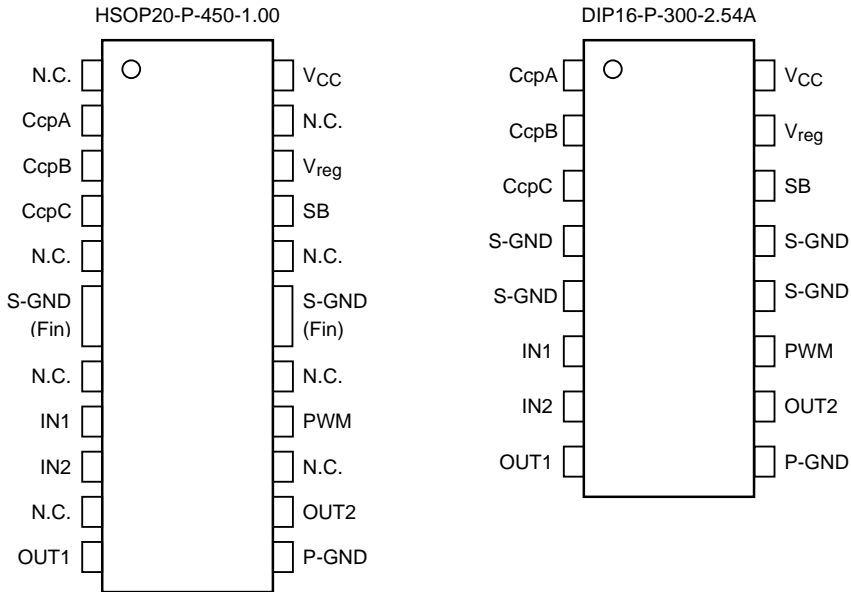 HSOP20-P-450-1.00
N.C.
CcpA
CcpB
CcpC
N.C.
S-GND
(Fin)
N.C.
IN1
IN2
N.C.
OUT1
VCC
N.C.
Vreg
SB
N.C.
S-GND
(Fin)
N.C.
PWM
N.C.
OUT2
P-GND
DIP16-P-300-2.54A
CcpA
CcpB
CcpC
S-GND
S-GND
IN1
IN2
OUT1
VCC
Vreg
SB
S-GND
S-GND
PWM
OUT2
P-GND